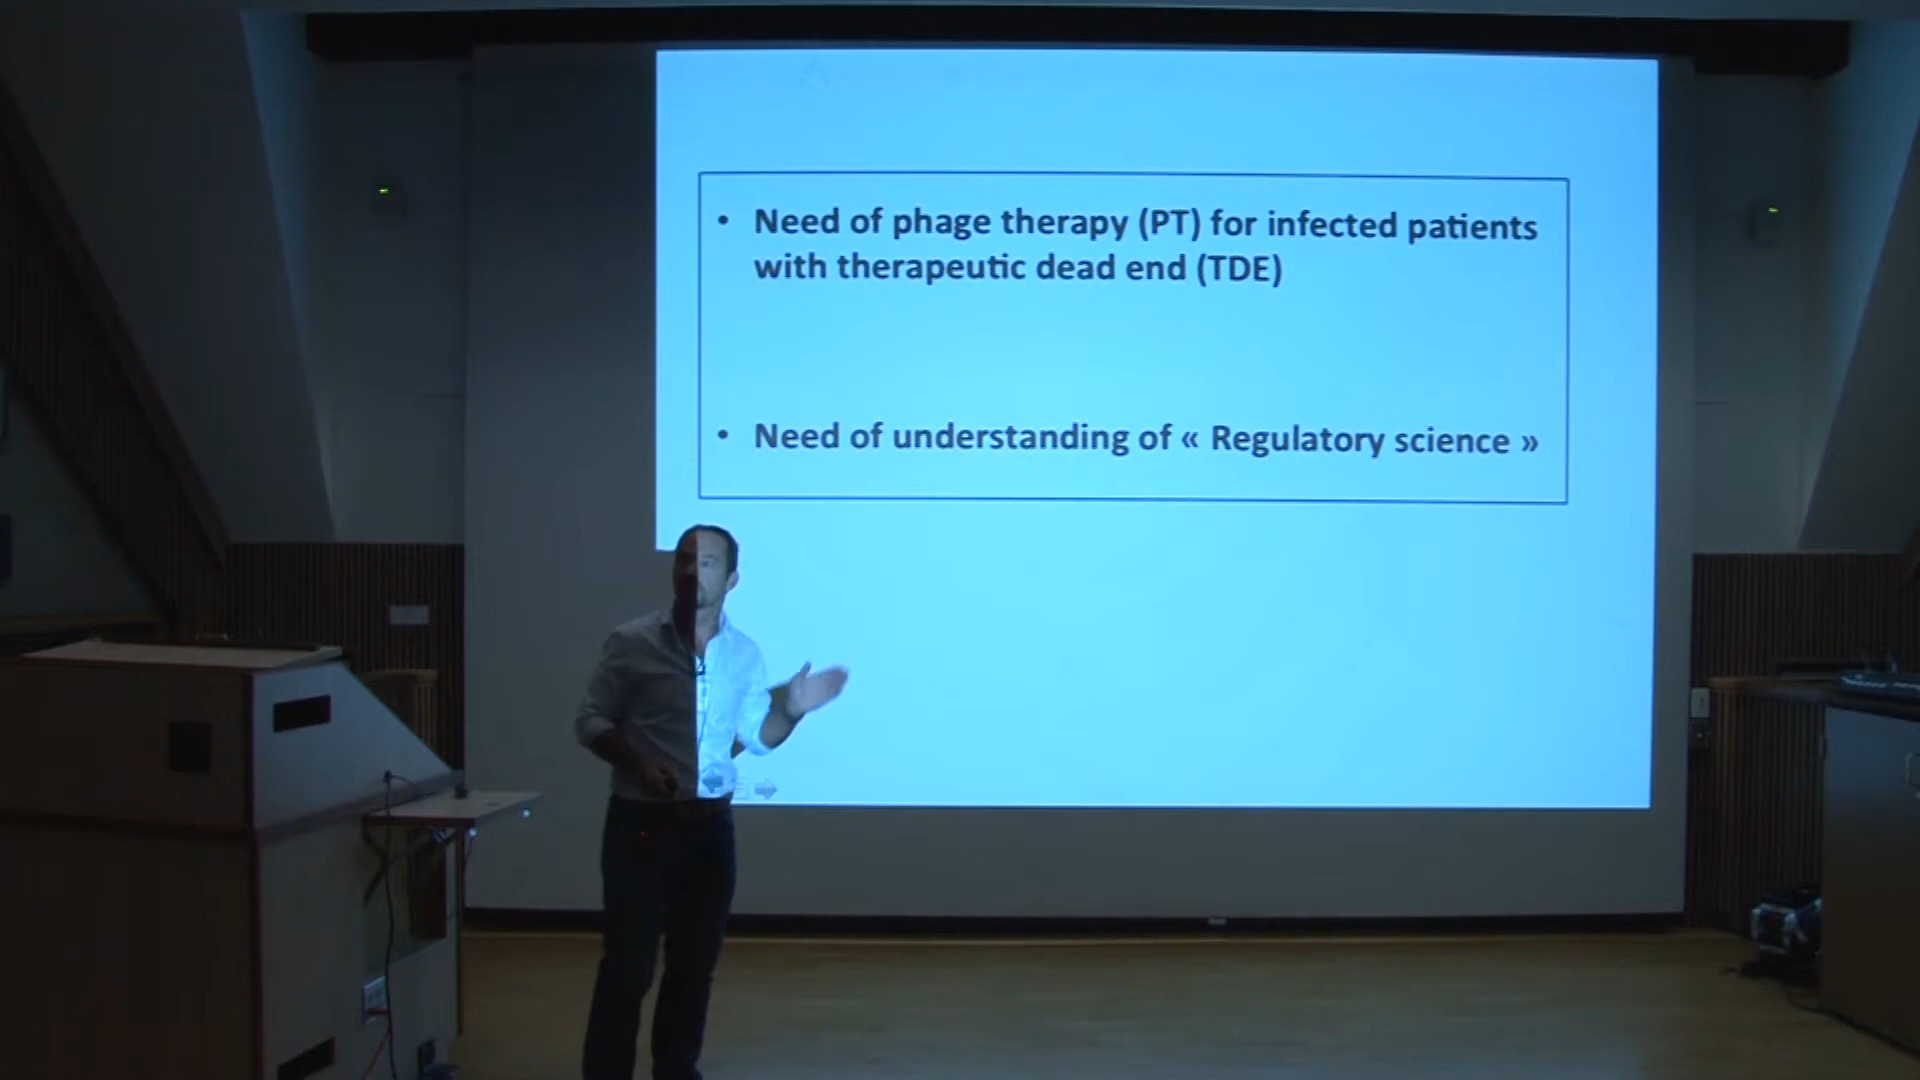 • Need of phage therapy (PT) for infected patients
with therapeutic dead end (TDE)
• Need of understanding of « Regulatory science »